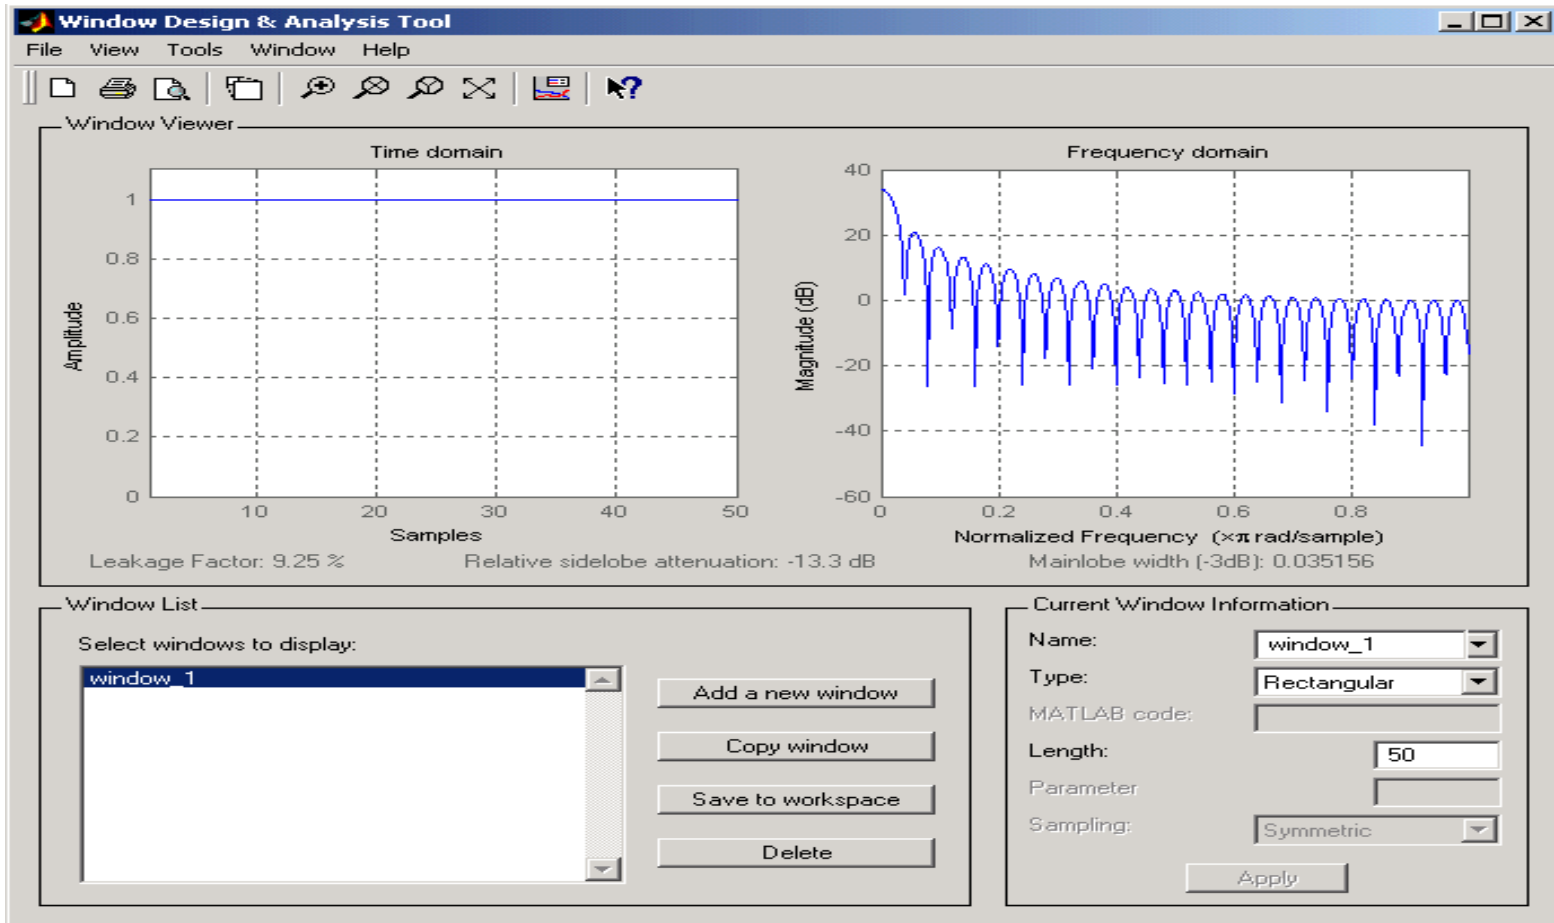 Window Design & Analysis Tool
File View Tools Window Help
Window Viewer
Time domain
Amplitude
1
0.8
0.6
0.4
0.2
0
10 20 30 40 50
Samples
Frequency domain
Magnitude (dB)
40
20
0
-20
-40
-60
0 0.2 0.4 0.6 0.8
Normalized Frequency (×π rad/sample)
Leakage Factor: 9.25 % Relative sidelobe attenuation: -13.3 dB Mainlobe width (-3dB): 0.035156
Window List
Select windows to display:
window_1
Add a new window
Copy window
Save to workspace
Delete
Current Window Information
Name: window_1
Type: Rectangular
MATLAB code:
Length: 50
Parameter
Sampling: Symmetric
Apply